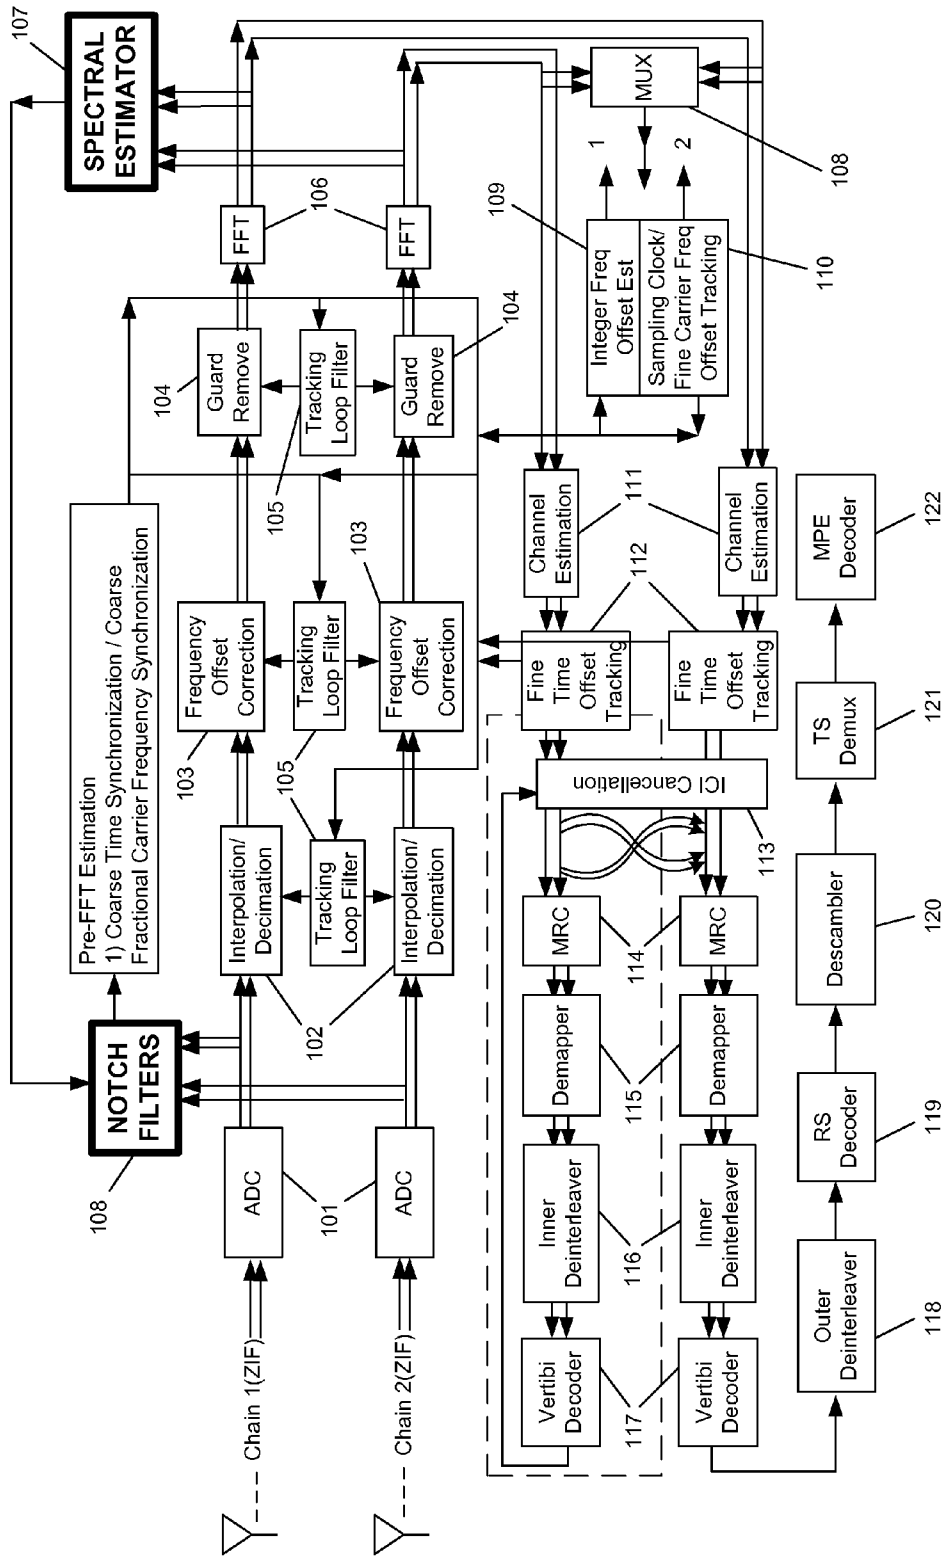 107
SPECTRAL
ESTIMATOR
Pre-FFT Estimation
1) Coarse Time Synchronization / Coarse
Fractional Carrier Frequency Synchronization
NOTCH
FILTERS
108
Chain 1(ZIF)
ADC
101
Chain 2(ZIF)
ADC
Interpolation/
Decimation
102
Tracking
Loop Filter
105
Interpolation/
Decimation
Frequency
Offset
Correction
103
Tracking
Loop Filter
Frequency
Offset
Correction
103
Guard
Remove
104
Tracking
Loop Filter
105
Guard
Remove
104
FFT
106
FFT
MUX
108
1
2
109
Integer Freq
Offset Est
Sampling Clock/
Fine Carrier Freq
Offset Tracking
110
Channel
Estimation
111
Channel
Estimation
Fine
Time
Offset
Tracking
112
Fine
Time
Offset
Tracking
ICI Cancellation
113
MRC
114
MRC
Demapper
115
Demapper
Inner
Deinterleaver
116
Inner
Deinterleaver
Vertibi
Decoder
117
Vertibi
Decoder
Outer
Deinterleaver
118
RS
Decoder
119
Descambler
120
TS
Demux
121
MPE
Decoder
122